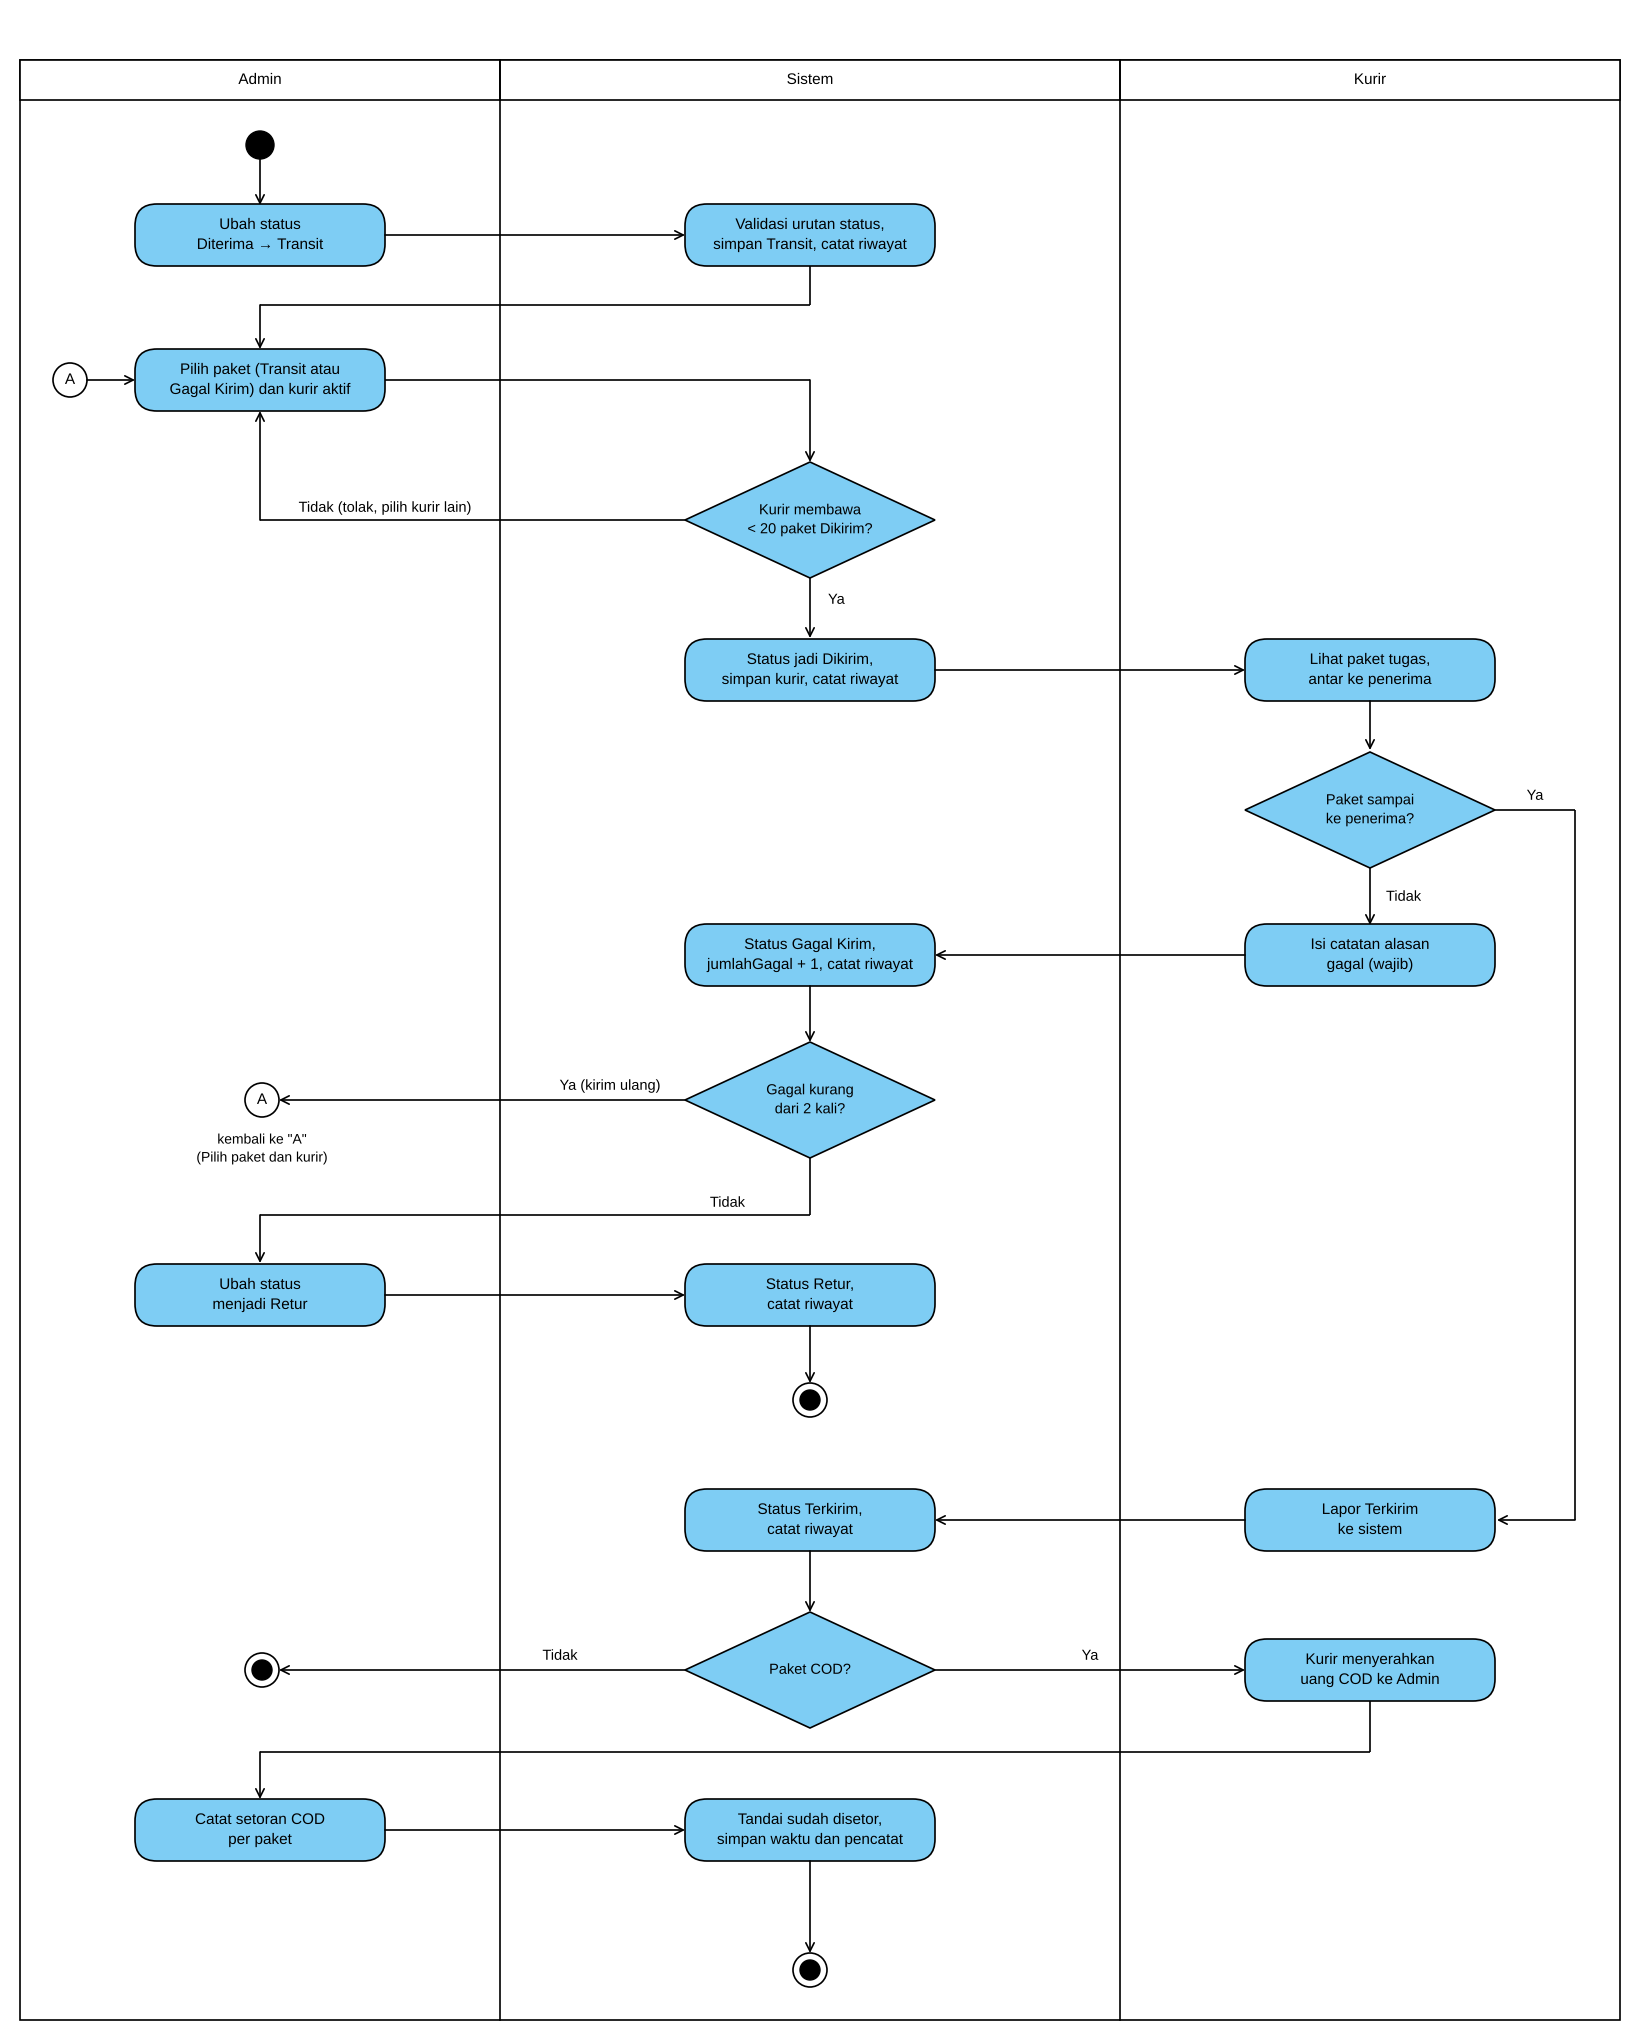 Admin
Sistem
Kurir
Ubah status
Diterima → Transit
Validasi urutan status,
simpan Transit, catat riwayat
A
Pilih paket (Transit atau
Gagal Kirim) dan kurir aktif
Tidak (tolak, pilih kurir lain)
Kurir membawa
< 20 paket Dikirim?
Ya
Status jadi Dikirim,
simpan kurir, catat riwayat
Lihat paket tugas,
antar ke penerima
Paket sampai
ke penerima?
Ya
Tidak
Status Gagal Kirim,
jumlahGagal + 1, catat riwayat
Isi catatan alasan
gagal (wajib)
A
kembali ke "A"
(Pilih paket dan kurir)
Ya (kirim ulang)
Gagal kurang
dari 2 kali?
Tidak
Ubah status
menjadi Retur
Status Retur,
catat riwayat
Status Terkirim,
catat riwayat
Lapor Terkirim
ke sistem
Tidak
Paket COD?
Ya
Kurir menyerahkan
uang COD ke Admin
Catat setoran COD
per paket
Tandai sudah disetor,
simpan waktu dan pencatat